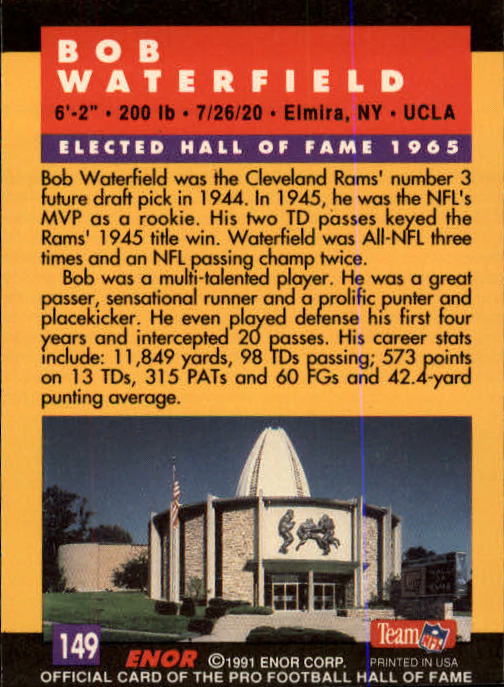 BOB
WATERFIELD
6'-2" • 200 lb • 7/26/20 • Elmira, NY • UCLA
ELECTED HALL OF FAME 1965
Bob Waterfield was the Cleveland Rams' number 3
future draft pick in 1944. In 1945, he was the NFL's
MVP as a rookie. His two TD passes keyed the
Rams' 1945 title win. Waterfield was All-NFL three
times and an NFL passing champ twice.
Bob was a multi-talented player. He was a great
passer, sensational runner and a prolific punter and
placekicker. He even played defense his first four
years and intercepted 20 passes. His career stats
include: 11,849 yards, 98 TDs passing; 573 points
on 13 TDs, 315 PATs and 60 FGs and 42.4-yard
punting average.
149
ENOR ©1991 ENOR CORP.
Team NFL
PRINTED IN USA
OFFICIAL CARD OF THE PRO FOOTBALL HALL OF FAME